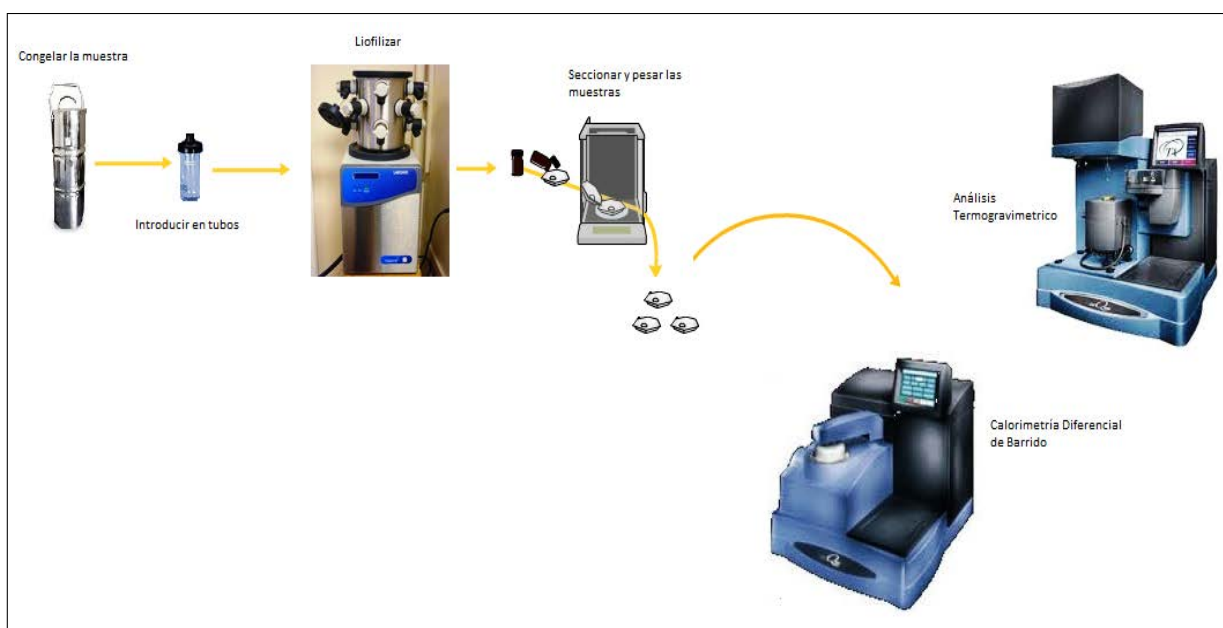 Congelar la muestra
Introducir en tubos
Liofilizar
Seccionar y pesar las
muestras
Análisis
Termogravimetrico
Calorimetría Diferencial
de Barrido